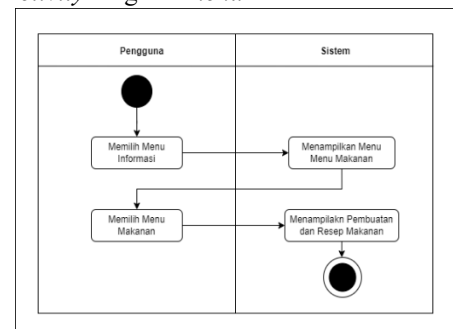 Pengguna
Sistem
Memilih Menu
Informasi
Menampilkan Menu
Menu Makanan
Memilih Menu
Makanan
Menampilakn Pembuatan
dan Resep Makanan